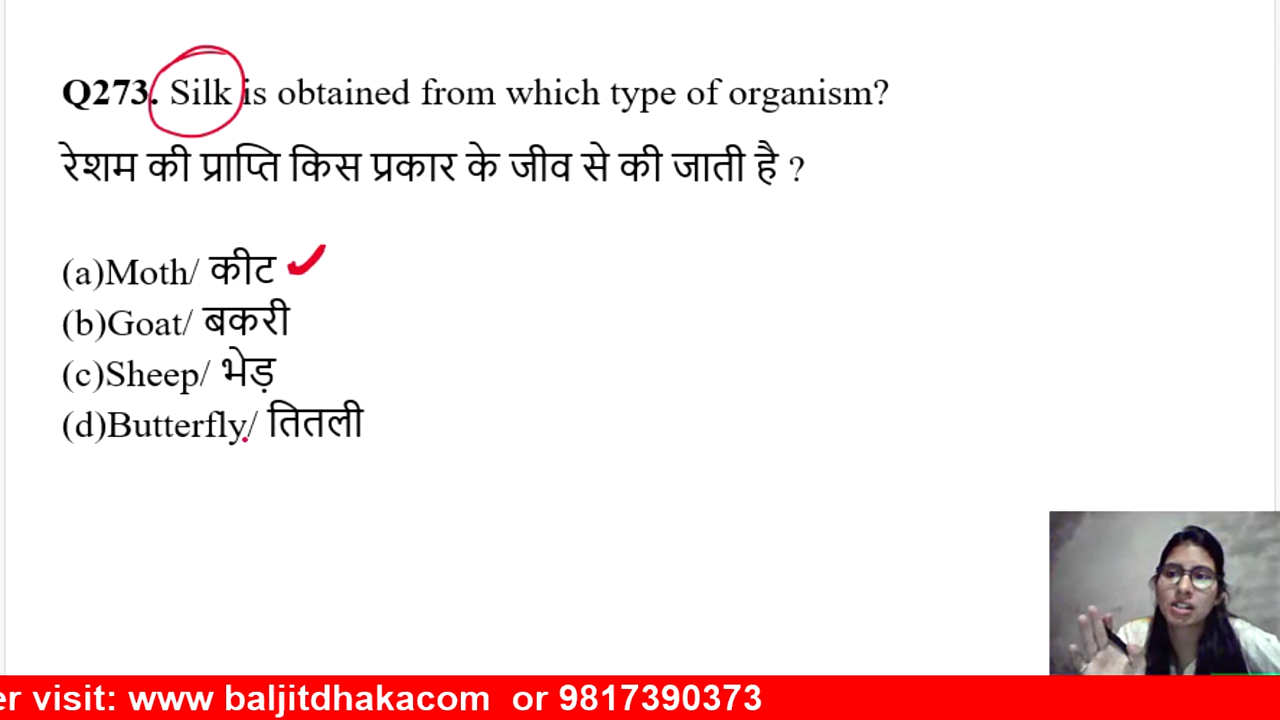 Q273. Silk is obtained from which type of organism?
रेशम की प्राप्ति किस प्रकार के जीव से की जाती है ?
(a)Moth/ कीट
(b)Goat/ बकरी
(c)Sheep/ भेड़
(d)Butterfly/ तितली
er visit: www baljitdhakacom or 9817390373